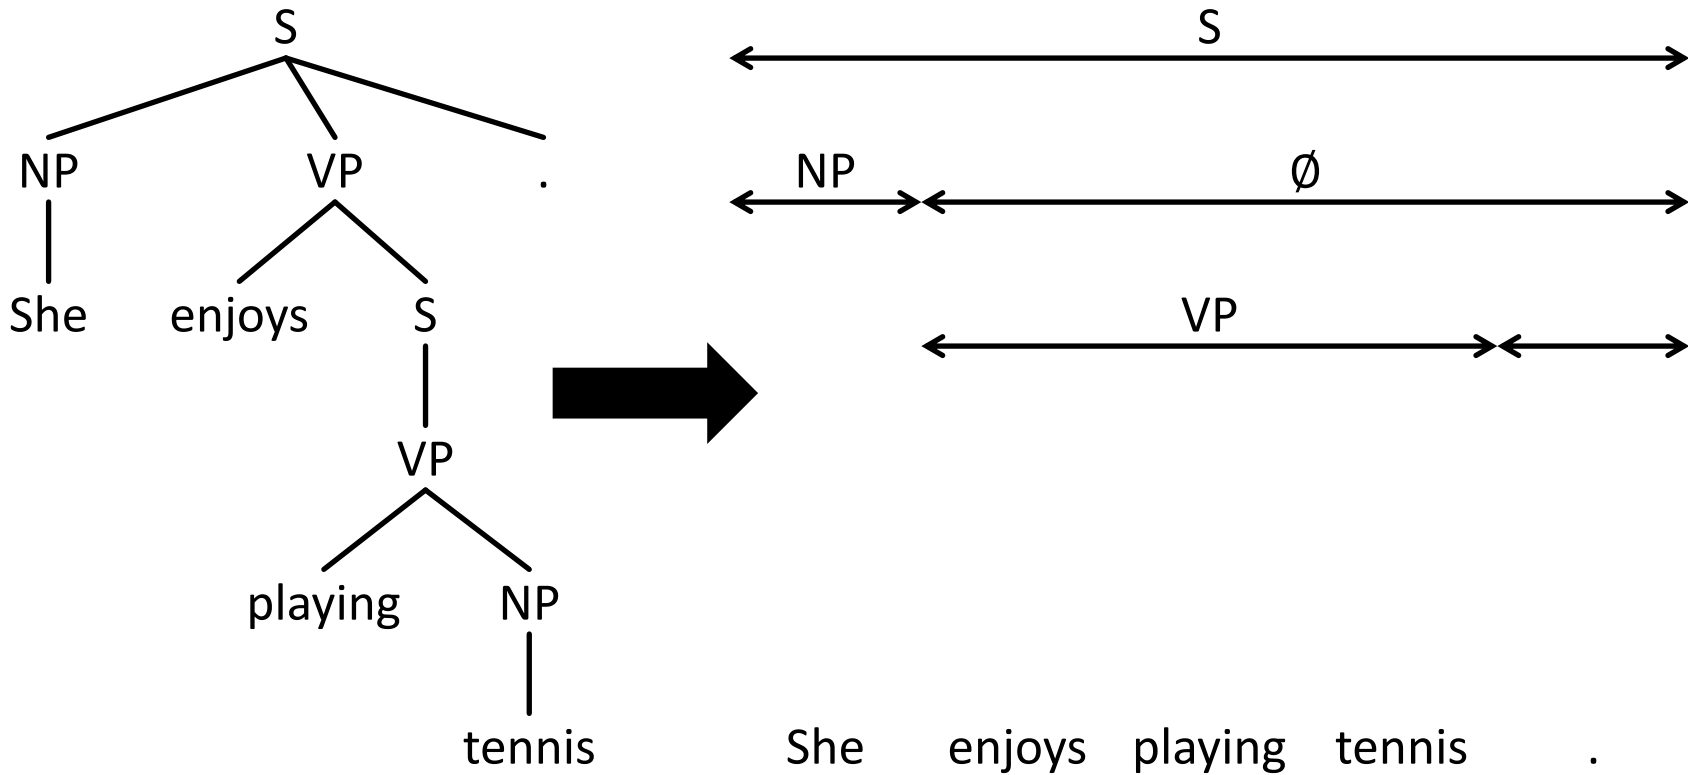 S S
NP VP . NP Ø
She enjoys S VP
VP
playing NP
tennis She enjoys playing tennis .